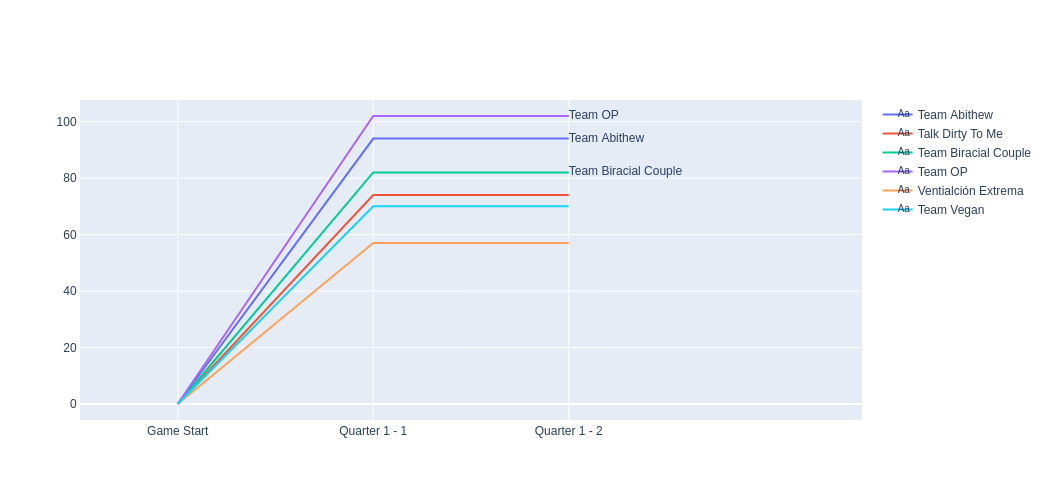 100
80
60
40
20
0
Game Start
Quarter 1 - 1
Quarter 1 - 2
Team OP
Team Abithew
Team Biracial Couple
Aa Team Abithew
Aa Talk Dirty To Me
Aa Team Biracial Couple
Aa Team OP
Aa Ventialción Extrema
Aa Team Vegan